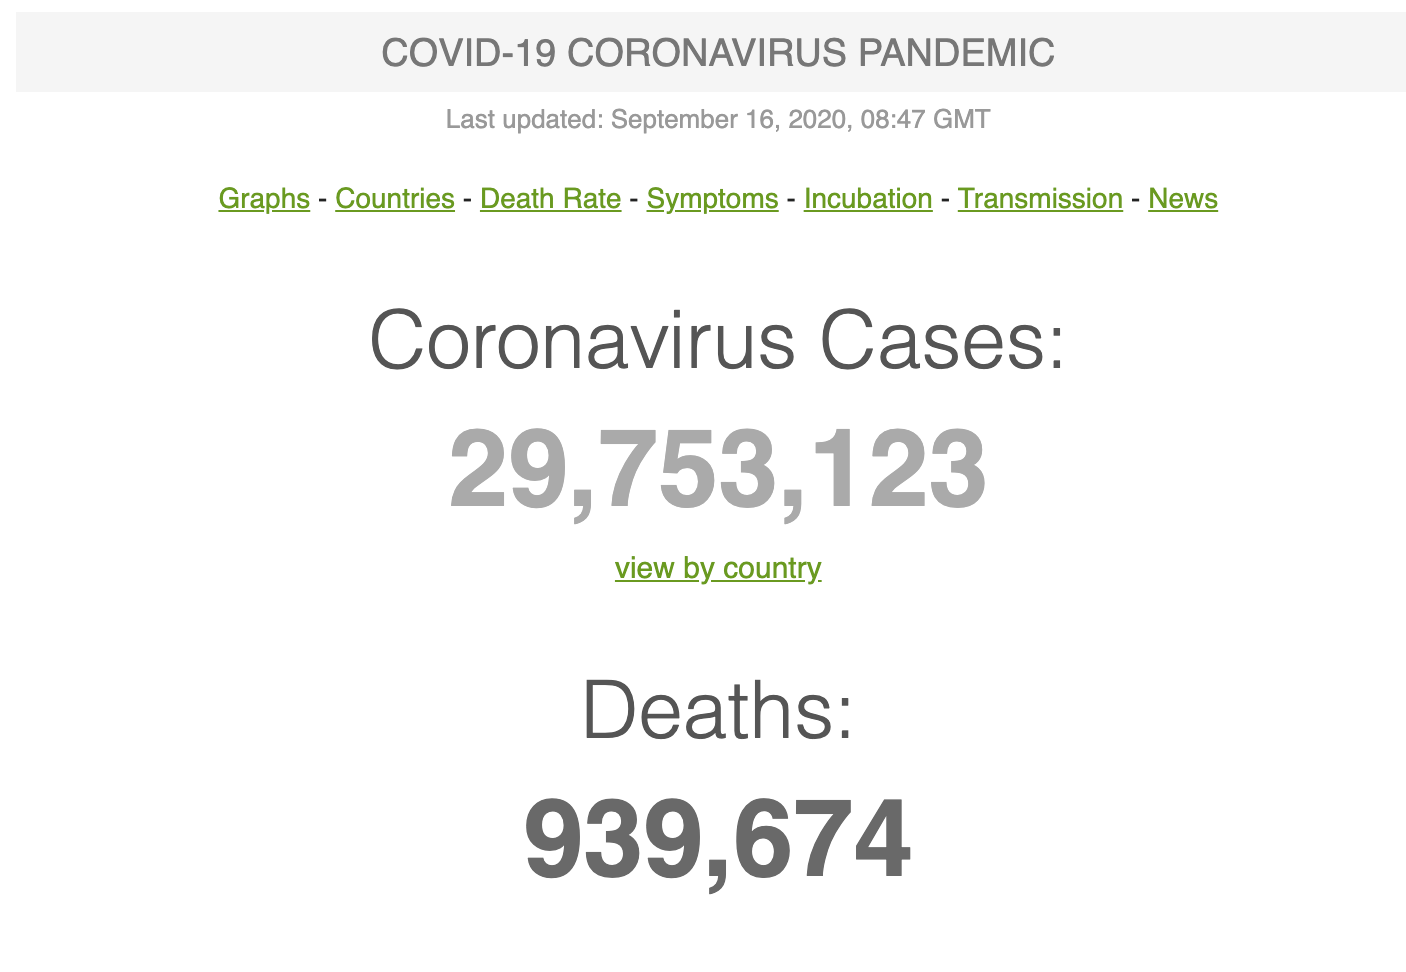 COVID-19 CORONAVIRUS PANDEMIC
Last updated: September 16, 2020, 08:47 GMT
Graphs - Countries - Death Rate - Symptoms - Incubation - Transmission - News
Coronavirus Cases:
29,753,123
view by country
Deaths:
939,674